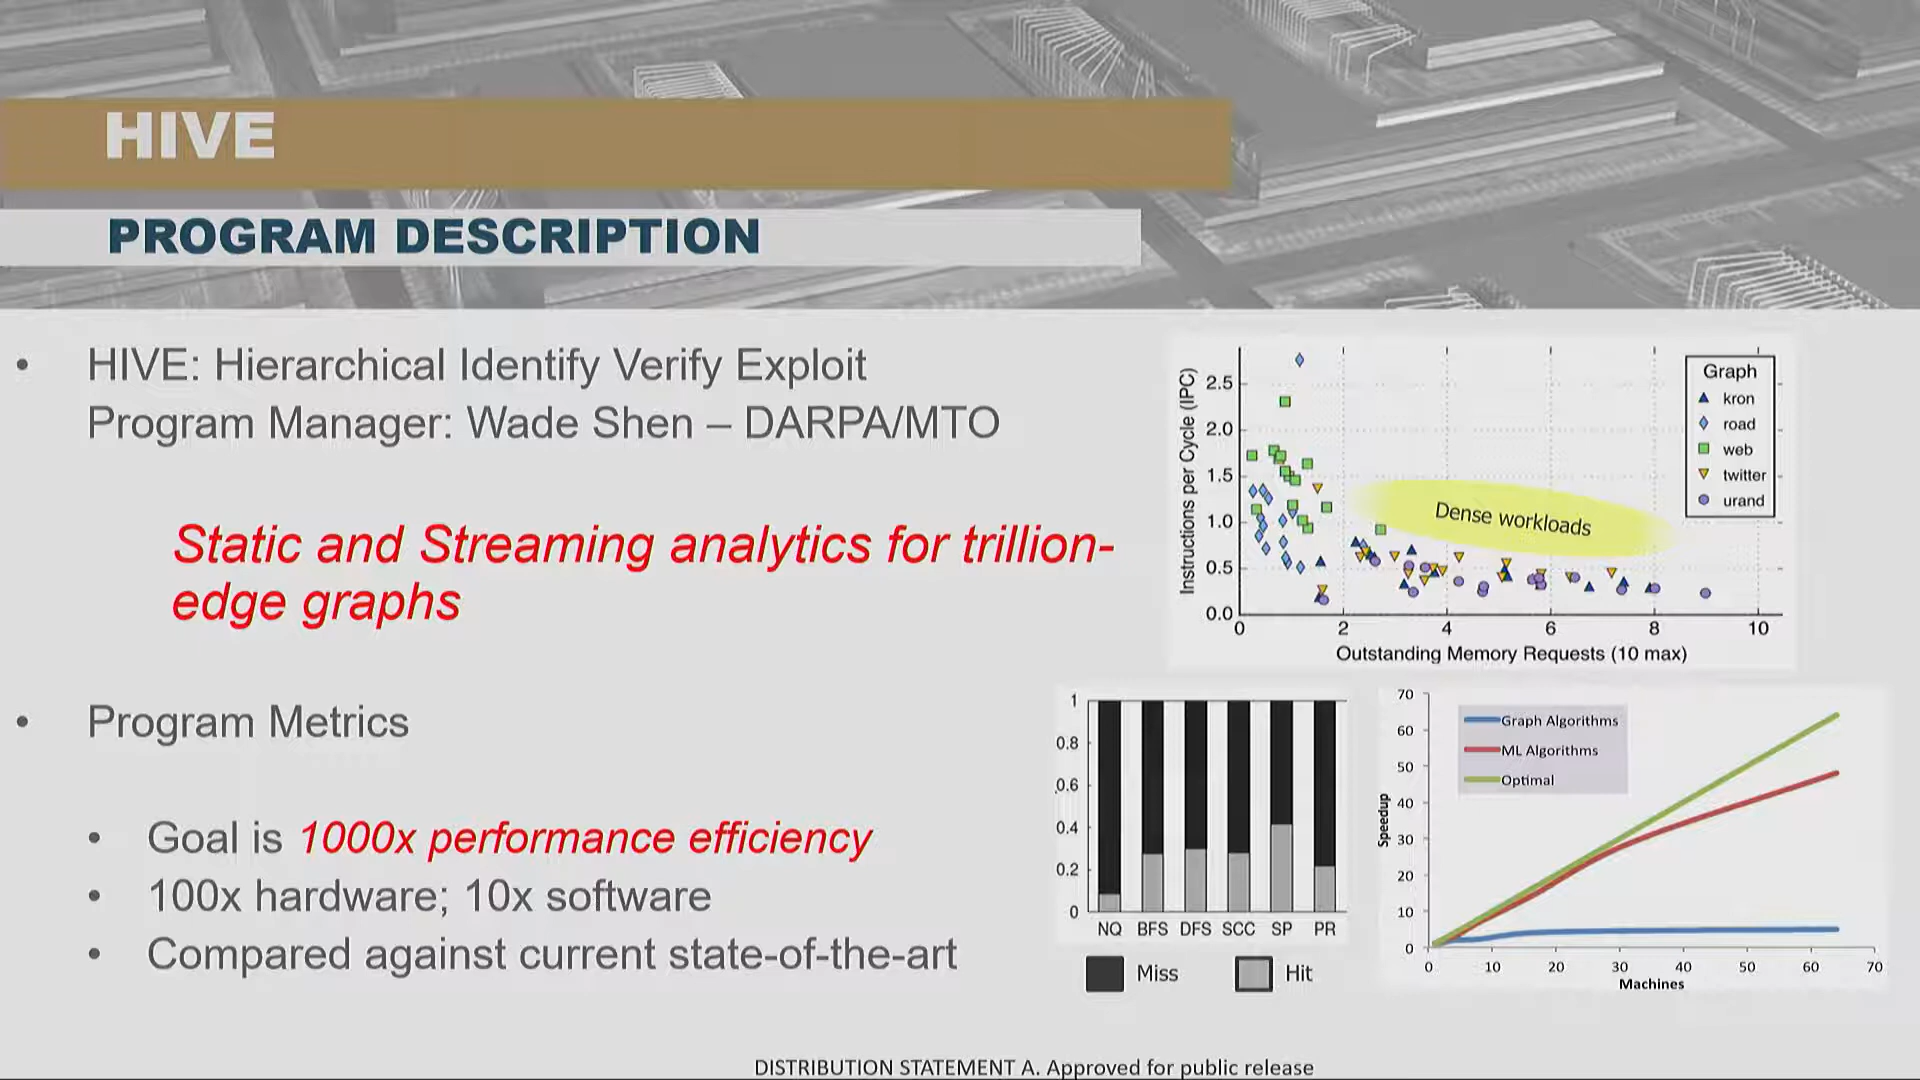 HIVE
PROGRAM DESCRIPTION
• HIVE: Hierarchical Identify Verify Exploit
Program Manager: Wade Shen – DARPA/MTO
Static and Streaming analytics for trillion-
edge graphs
• Program Metrics
• Goal is 1000x performance efficiency
• 100x hardware; 10x software
• Compared against current state-of-the-art
Instructions per Cycle (IPC)
2.5
2.0
1.5
1.0
0.5
0.0
0 2 4 6 8 10
Outstanding Memory Requests (10 max)
Dense workloads
Graph
kron
road
web
twitter
urand
1
0.8
0.6
0.4
0.2
0
NQ BFS DFS SCC SP PR
Miss Hit
Speedup
70
60
50
40
30
20
10
0
0 10 20 30 40 50 60 70
Machines
Graph Algorithms
ML Algorithms
Optimal
DISTRIBUTION STATEMENT A. Approved for public release